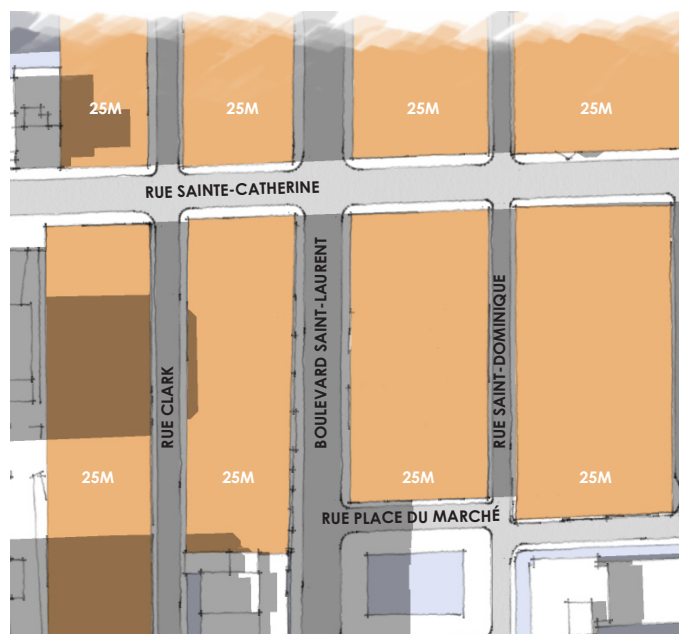 25M
25M
25M
25M
RUE SAINTE-CATHERINE
RUE CLARK
BOULEVARD SAINT-LAURENT
RUE SAINT-DOMINIQUE
25M
25M
25M
25M
RUE PLACE DU MARCHÉ